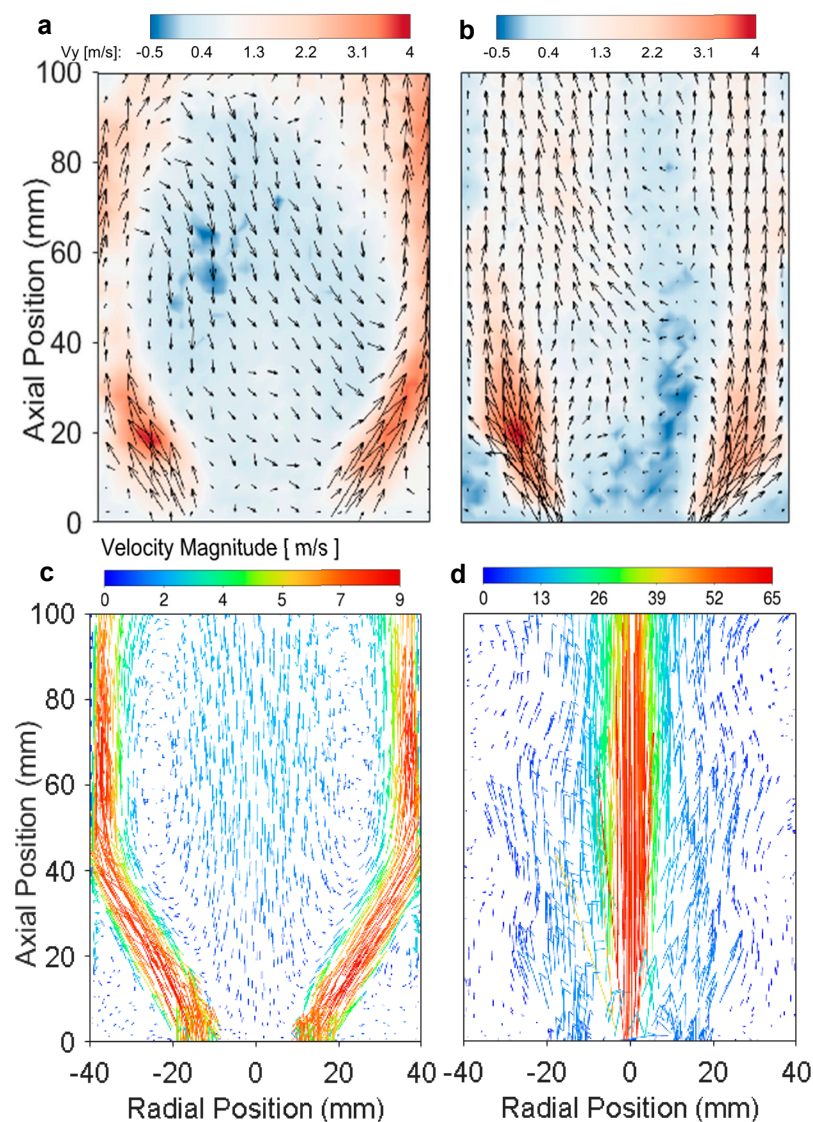 a
b
Vy [m/s]:
-0.5 0.4 1.3 2.2 3.1 4
-0.5 0.4 1.3 2.2 3.1 4
100
80
60
40
20
0
Axial Position (mm)
Velocity Magnitude [ m/s ]
c
d
0 2 4 5 7 9
0 13 26 39 52 65
100
80
60
40
20
0
Axial Position (mm)
-40 -20 0 20 40
-40 -20 0 20 40
Radial Position (mm)
Radial Position (mm)